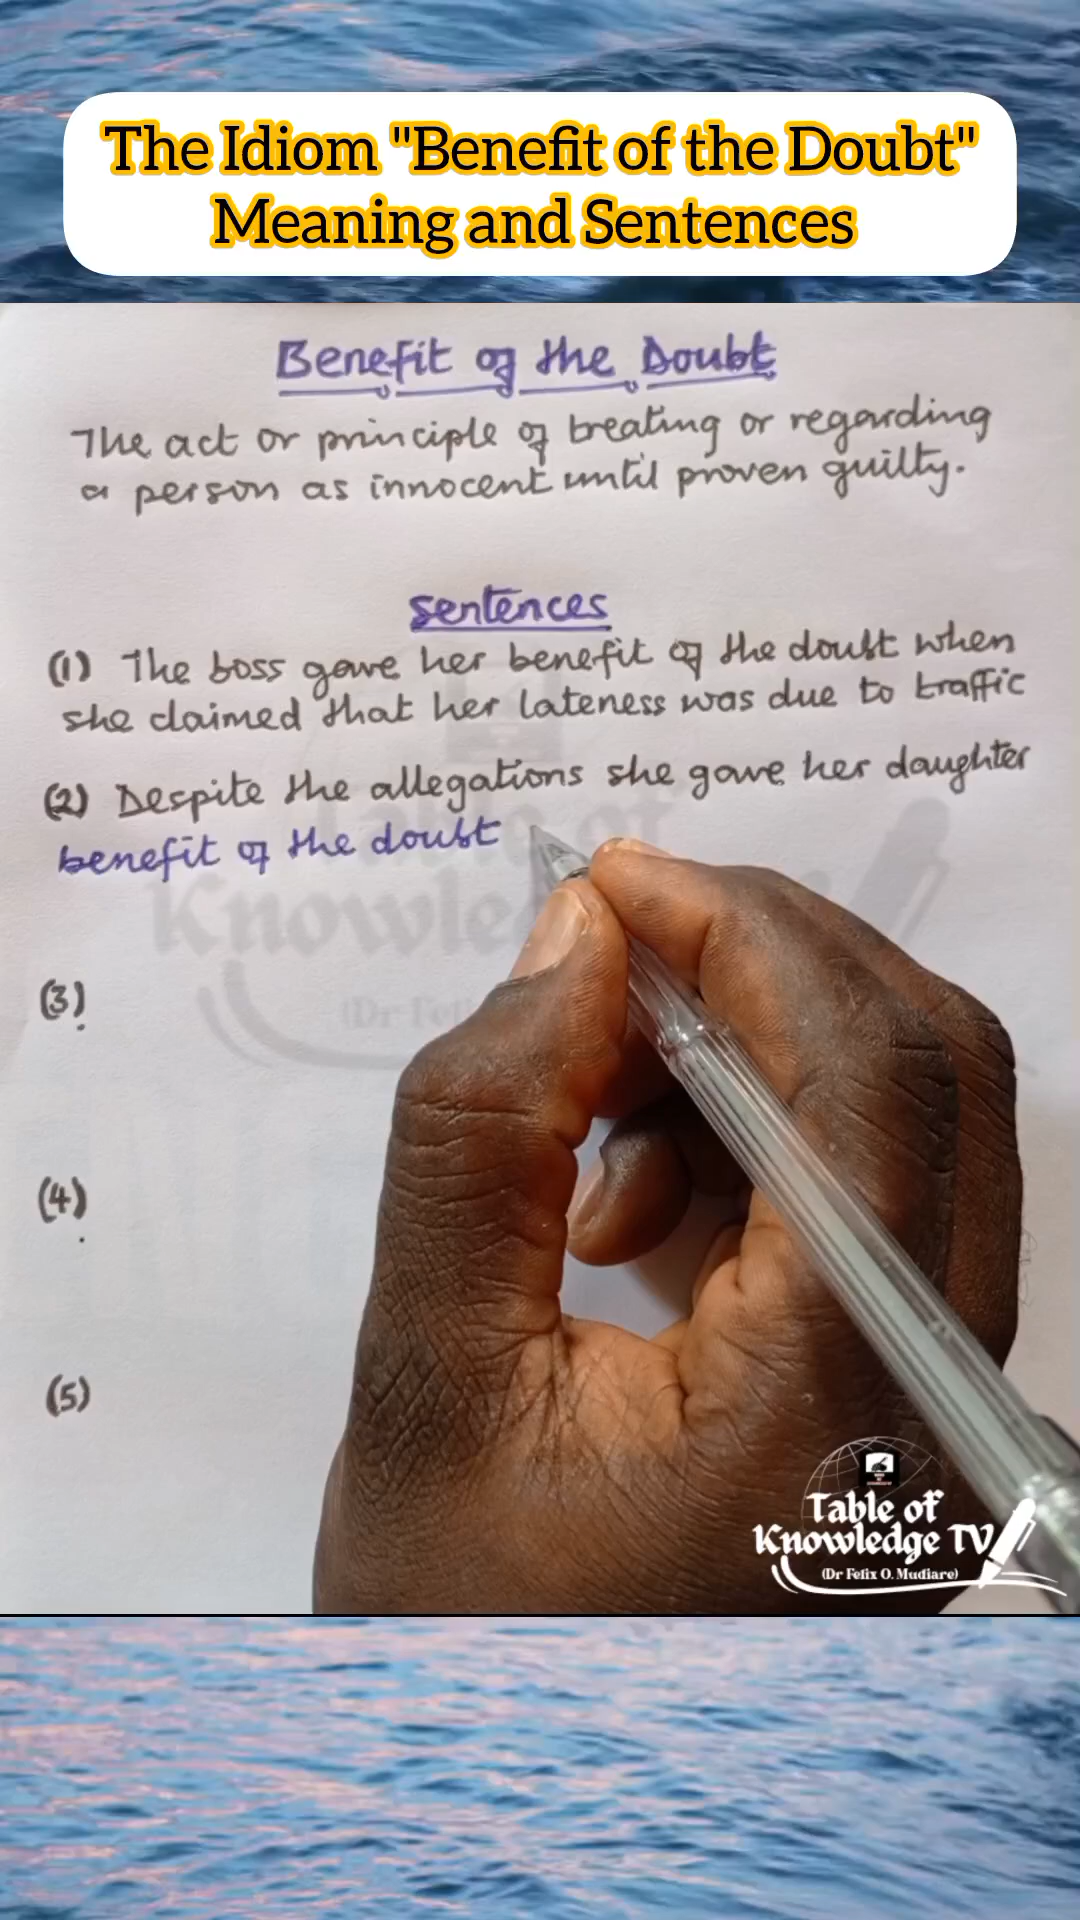 The Idiom "Benefit of the Doubt"
Meaning and Sentences
Benefit of the Doubt
The act or principle of treating or regarding
a person as innocent until proven guilty.
Sentences
(1) The boss gave her benefit of the doubt when
she claimed that her lateness was due to traffic
(2) Despite the allegations she gave her daughter
benefit of the doubt
(3)
(4)
(5)
Table of
Knowledge TV
(Dr Felix O. Mudiare)